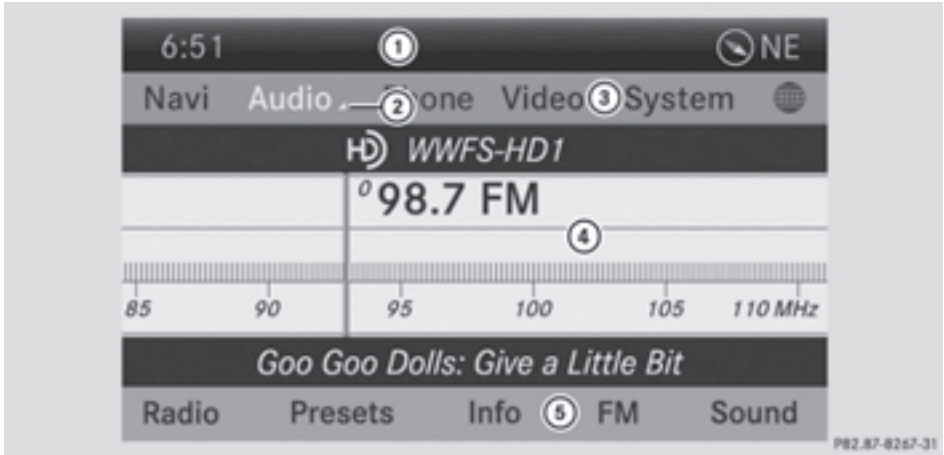 6:51 1 NE
Navi Audio 2 Phone Video 3 System
HD WWFS-HD1
0 98.7 FM
4
85 90 95 100 105 110 MHz
Goo Goo Dolls: Give a Little Bit
Radio Presets Info 5 FM Sound
P82.87-8267-31